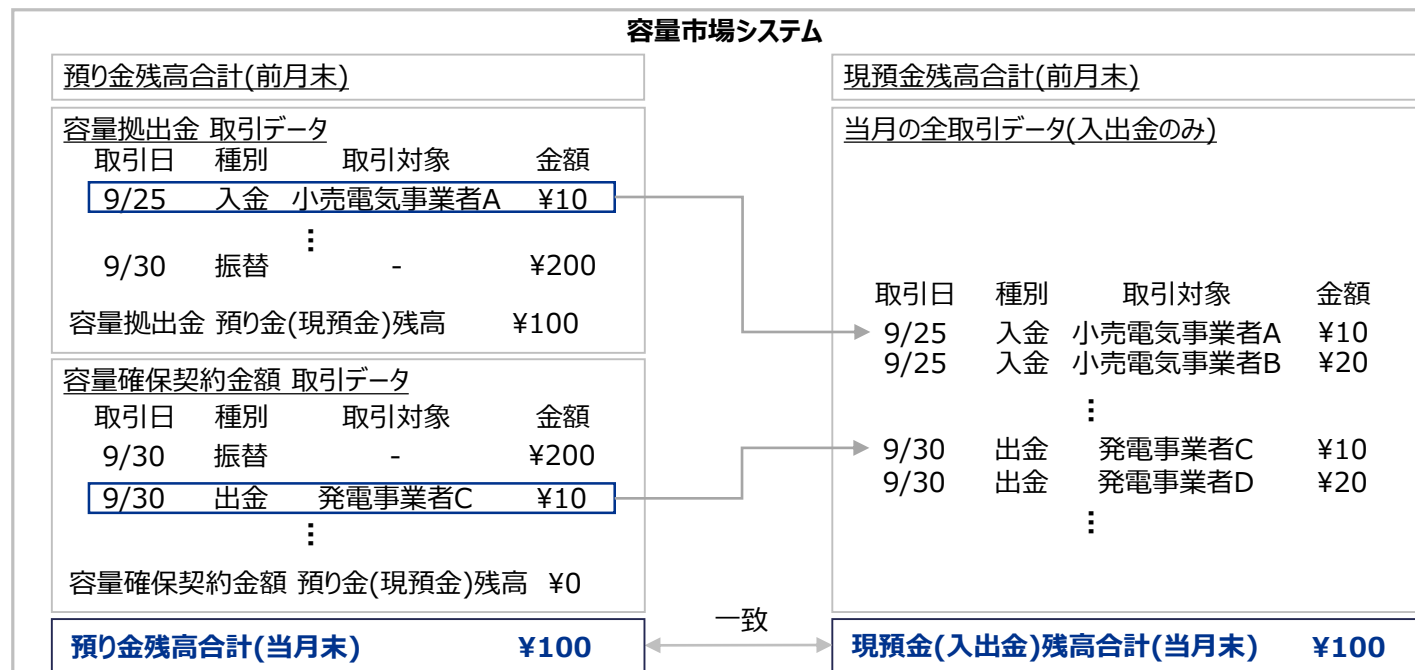 容量市場システム
預り金残高合計(前月末)
容量拠出金 取引データ
取引日 種別 取引対象 金額
9/25 入金 小売電気事業者A ¥10
⋮
9/30 振替 - ¥200
容量拠出金 預り金(現預金)残高 ¥100
容量確保契約金額 取引データ
取引日 種別 取引対象 金額
9/30 振替 - ¥200
9/30 出金 発電事業者C ¥10
⋮
容量確保契約金額 預り金(現預金)残高 ¥0
預り金残高合計(当月末) ¥100
一致
現預金残高合計(前月末)
当月の全取引データ(入出金のみ)
取引日 種別 取引対象 金額
9/25 入金 小売電気事業者A ¥10
9/25 入金 小売電気事業者B ¥20
⋮
9/30 出金 発電事業者C ¥10
9/30 出金 発電事業者D ¥20
⋮
現預金(入出金)残高合計(当月末) ¥100